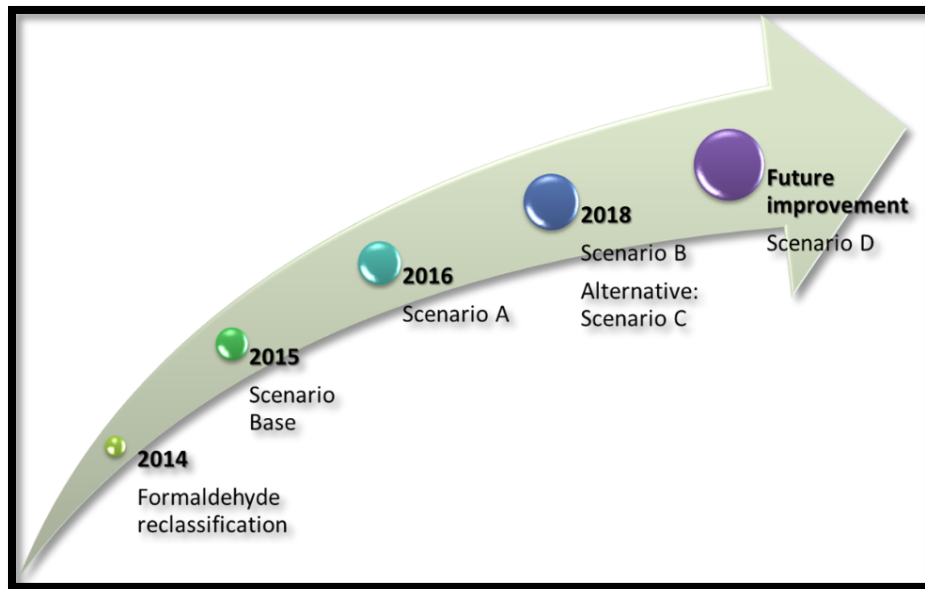 2014
Formaldehyde
reclassification
2015
Scenario
Base
2016
Scenario A
2018
Scenario B
Alternative:
Scenario C
Future
improvement
Scenario D